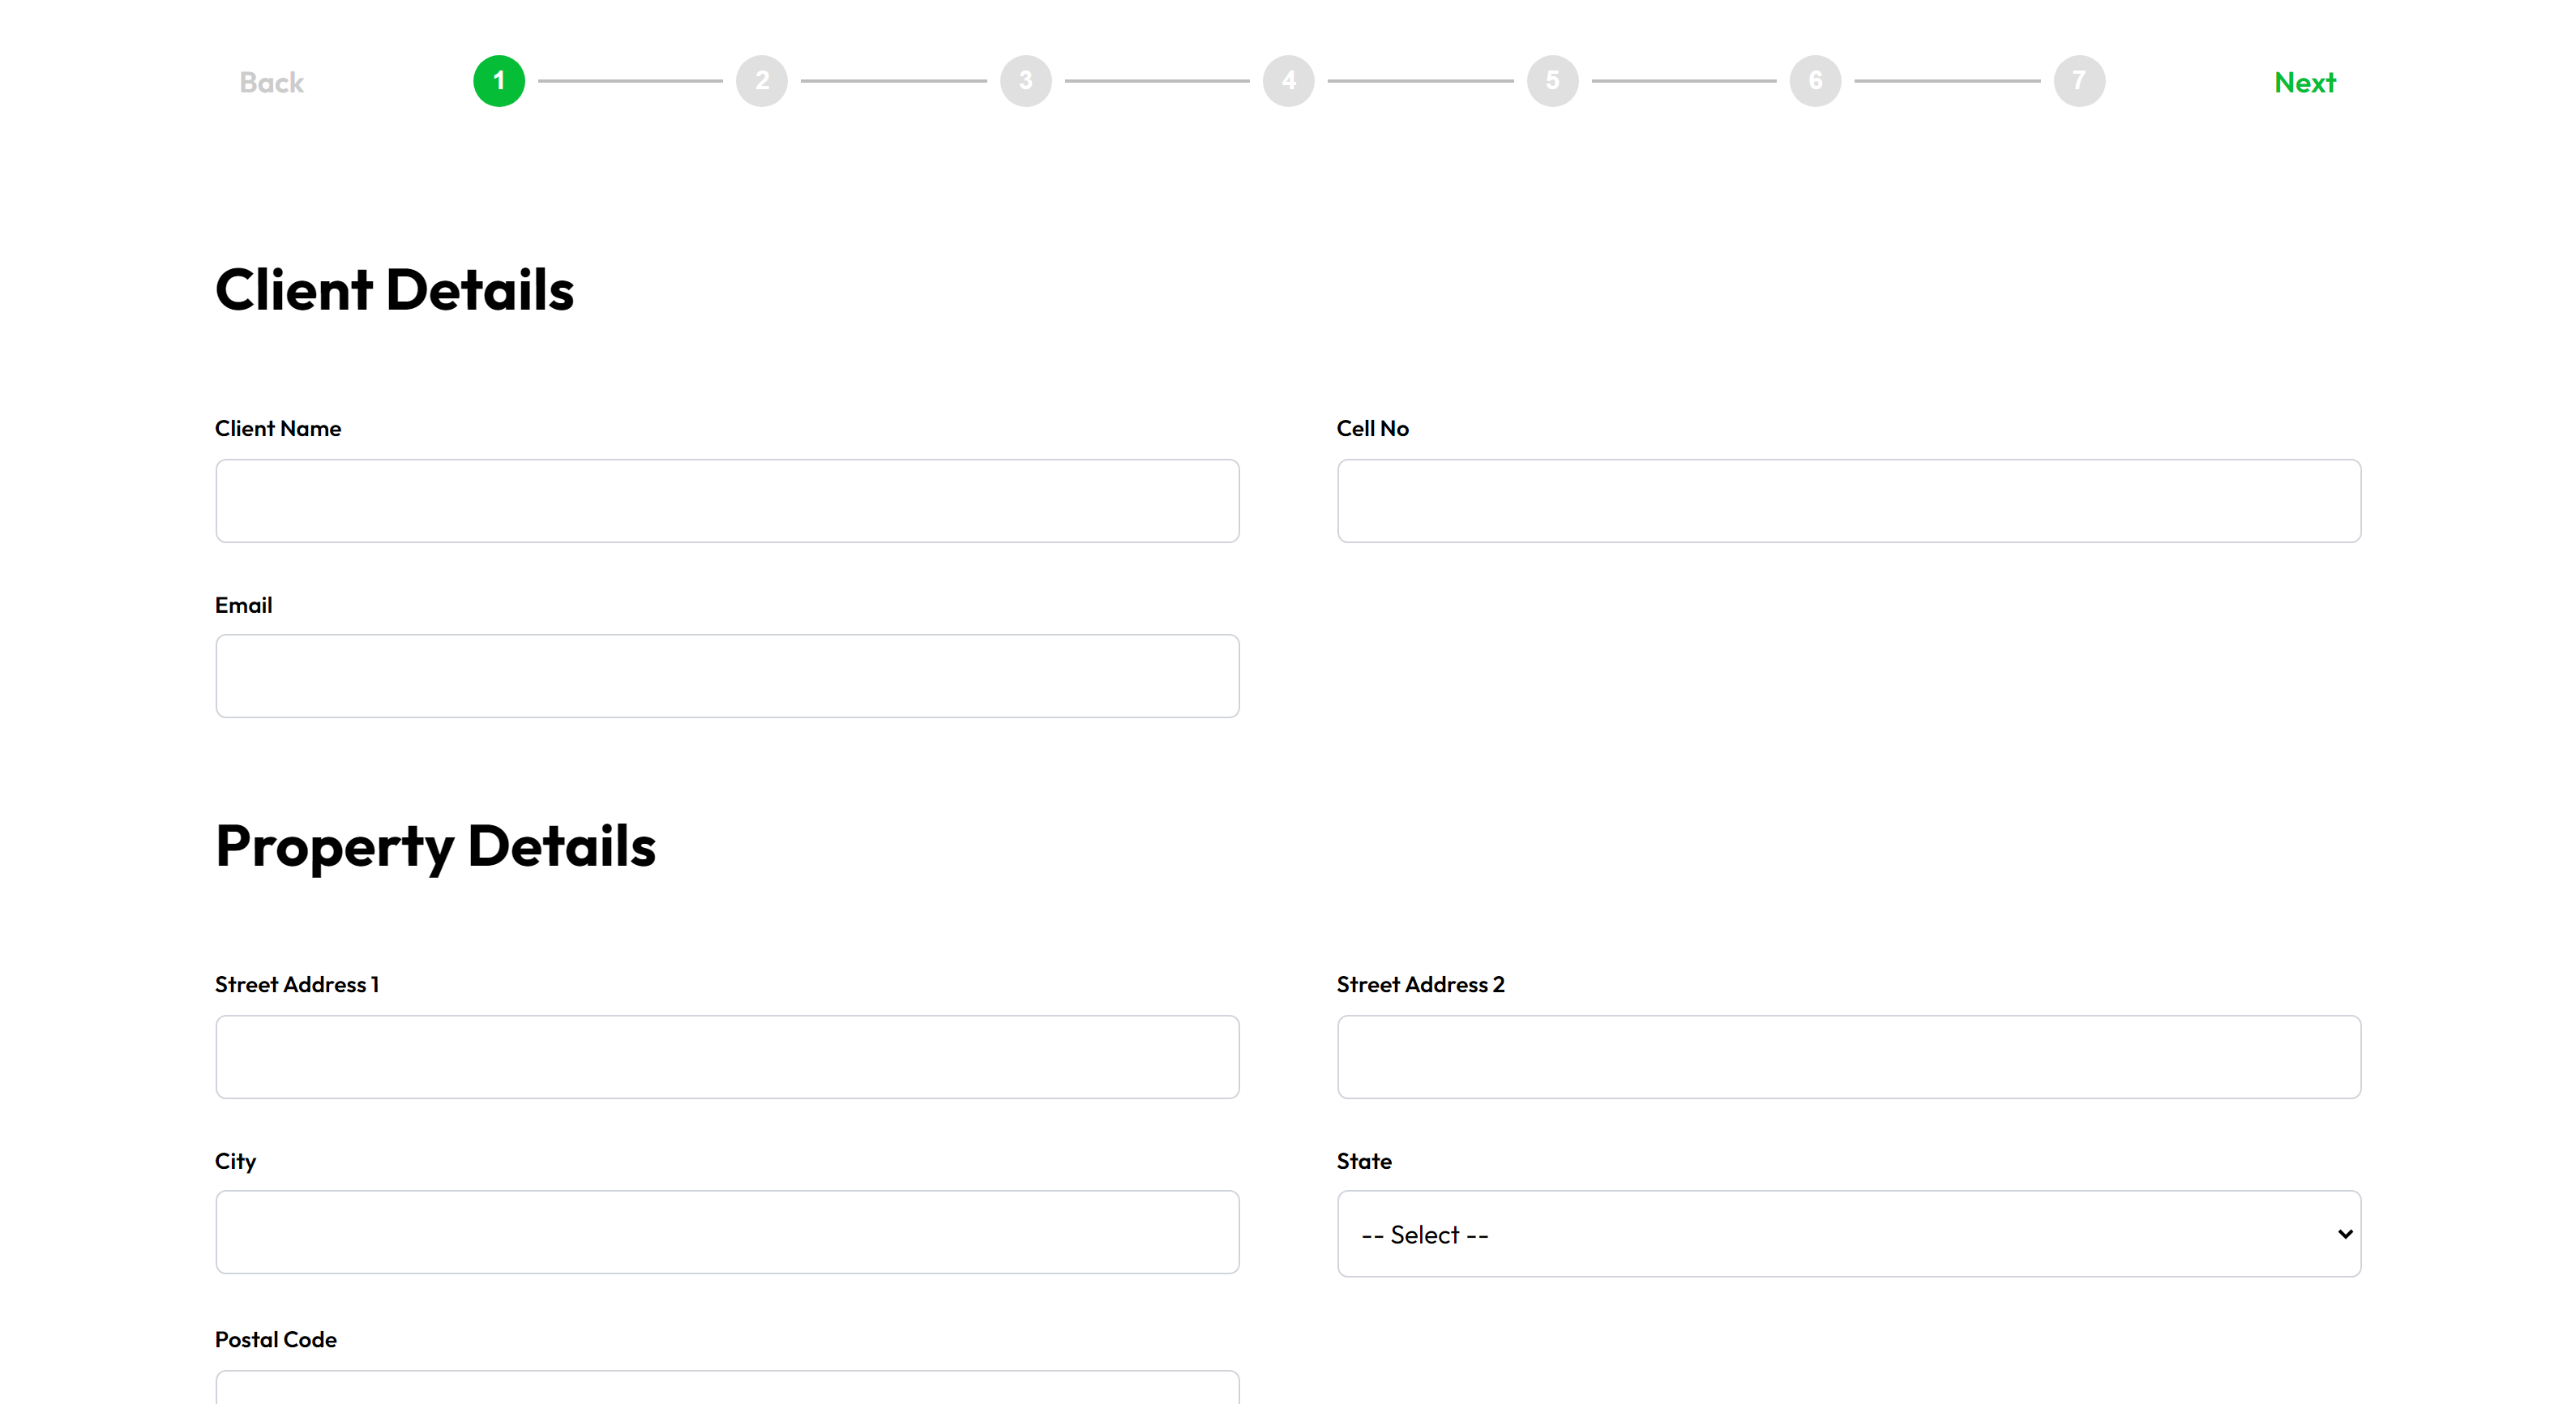 Back 1 2 3 4 5 6 7 Next
Client Details
Client Name
Cell No
Email
Property Details
Street Address 1
Street Address 2
City
State
-- Select --
Postal Code